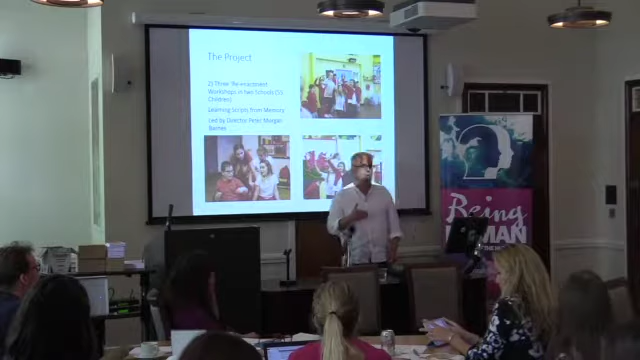 The Project
2) Three 'Re-enactment
Workshops in two Schools (55
Children)
Learning Scripts from Memory
Led by Director Peter Morgan
Barnes
Being